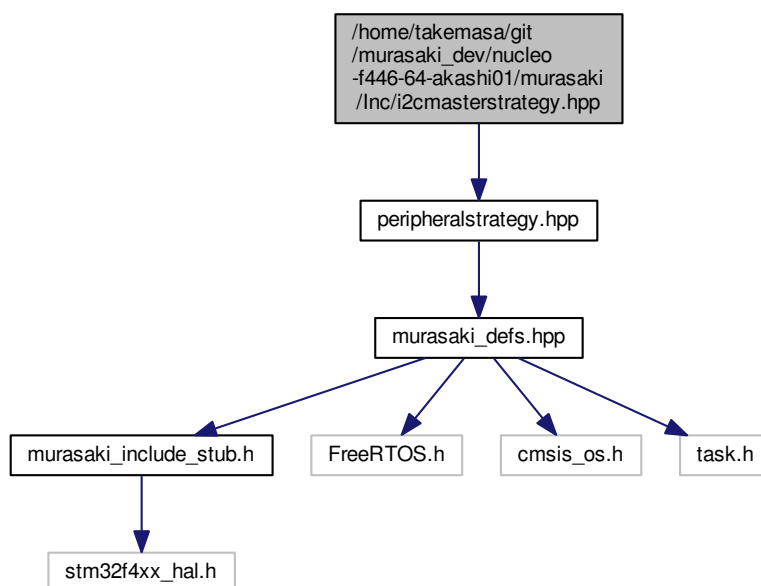 /home/takemasa/git
/murasaki_dev/nucleo
-f446-64-akashi01/murasaki
/Inc/i2cmasterstrategy.hpp
peripheralstrategy.hpp
murasaki_defs.hpp
murasaki_include_stub.h
FreeRTOS.h
cmsis_os.h
task.h
stm32f4xx_hal.h